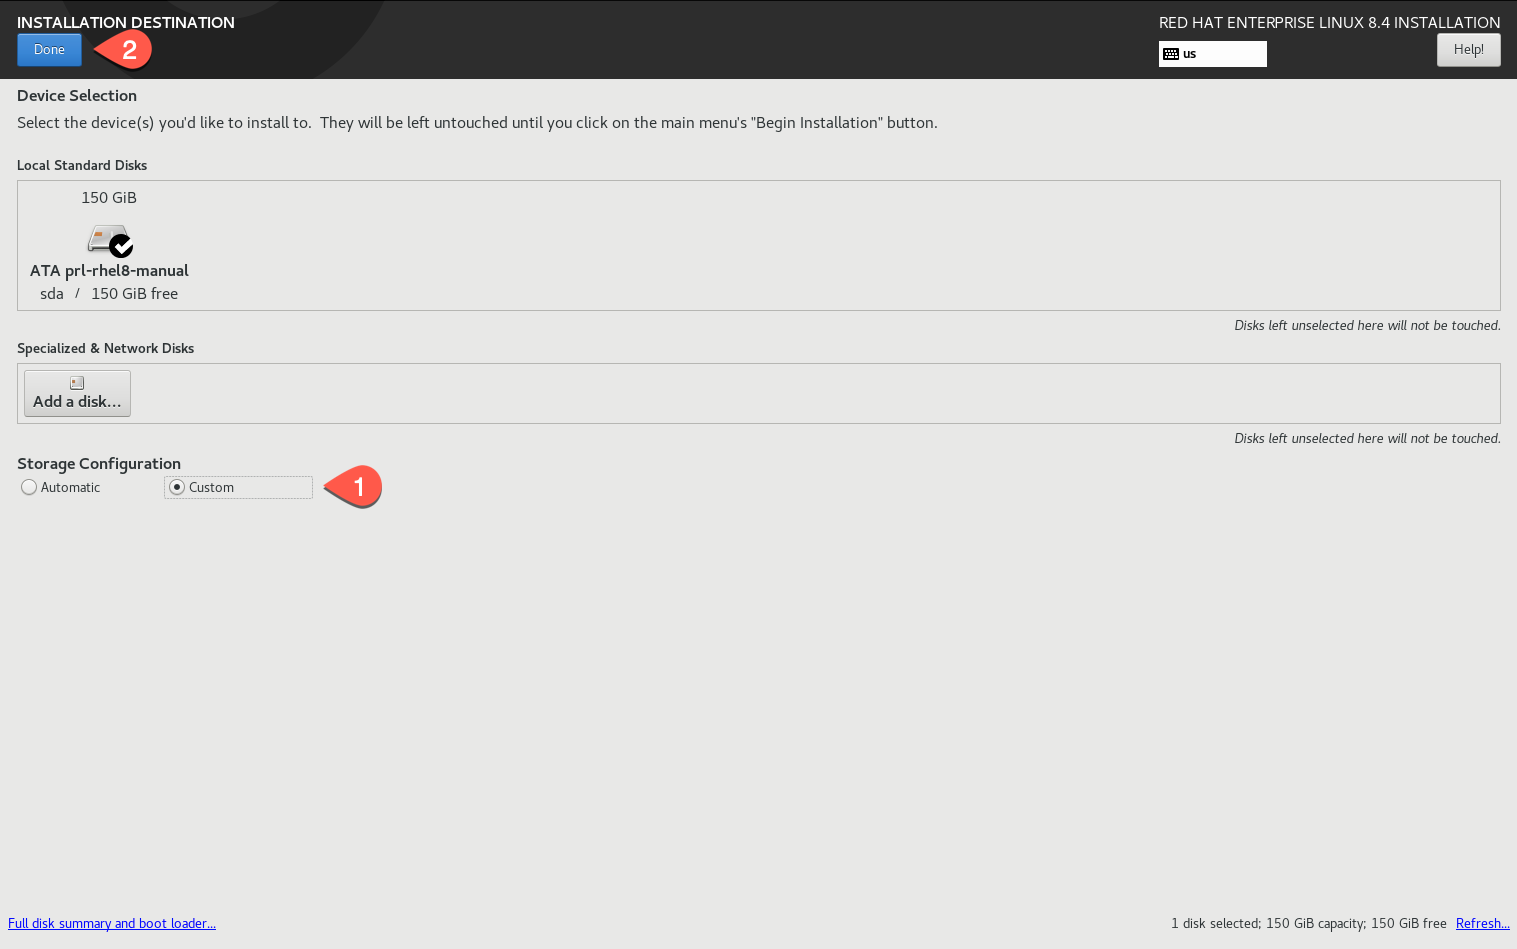 INSTALLATION DESTINATION
RED HAT ENTERPRISE LINUX 8.4 INSTALLATION
Done
2
us
Help!
Device Selection
Select the device(s) you'd like to install to.  They will be left untouched until you click on the main menu's "Begin Installation" button.
Local Standard Disks
150 GiB
ATA prl-rhel8-manual
sda / 150 GiB free
Disks left unselected here will not be touched.
Specialized & Network Disks
Add a disk...
Disks left unselected here will not be touched.
Storage Configuration
Automatic Custom 1
Full disk summary and boot loader... 1 disk selected; 150 GiB capacity; 150 GiB free Refresh...